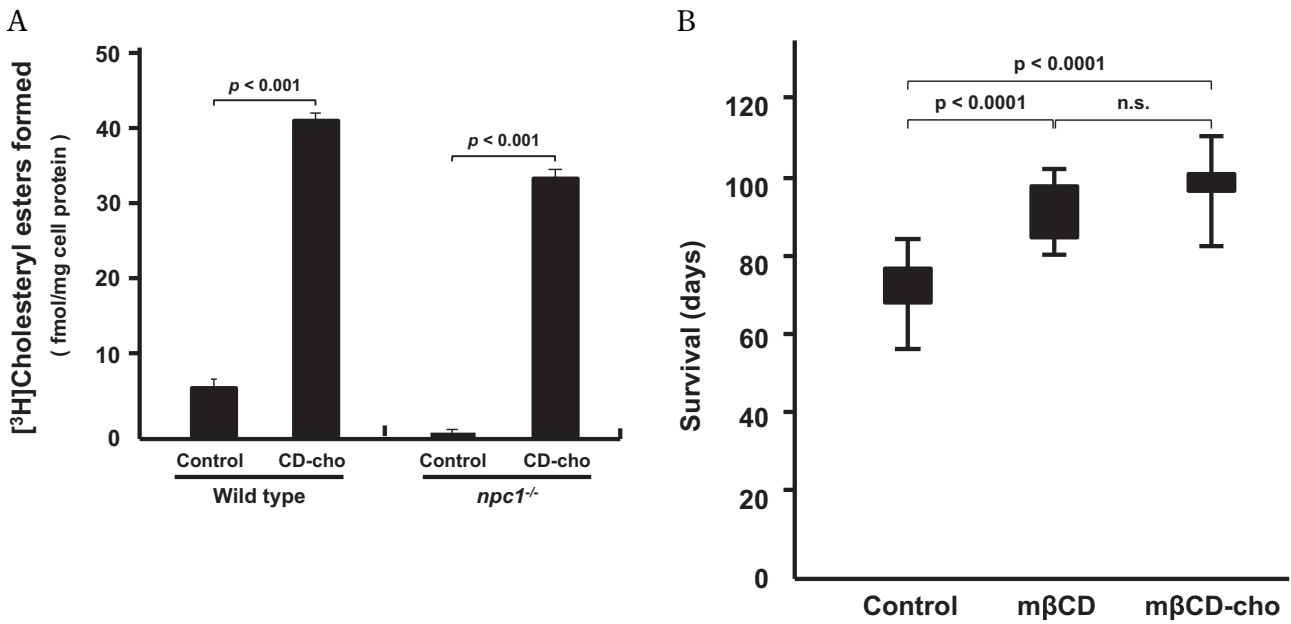 A
[³H]Cholesteryl esters formed
( fmol/mg cell protein )
50
40
30
20
10
0
p < 0.001
p < 0.001
Control
CD-cho
Control
CD-cho
Wild type
npc1-/-
B
Survival (days)
120
100
80
60
40
20
0
p < 0.0001
p < 0.0001
n.s.
Control
mβCD
mβCD-cho